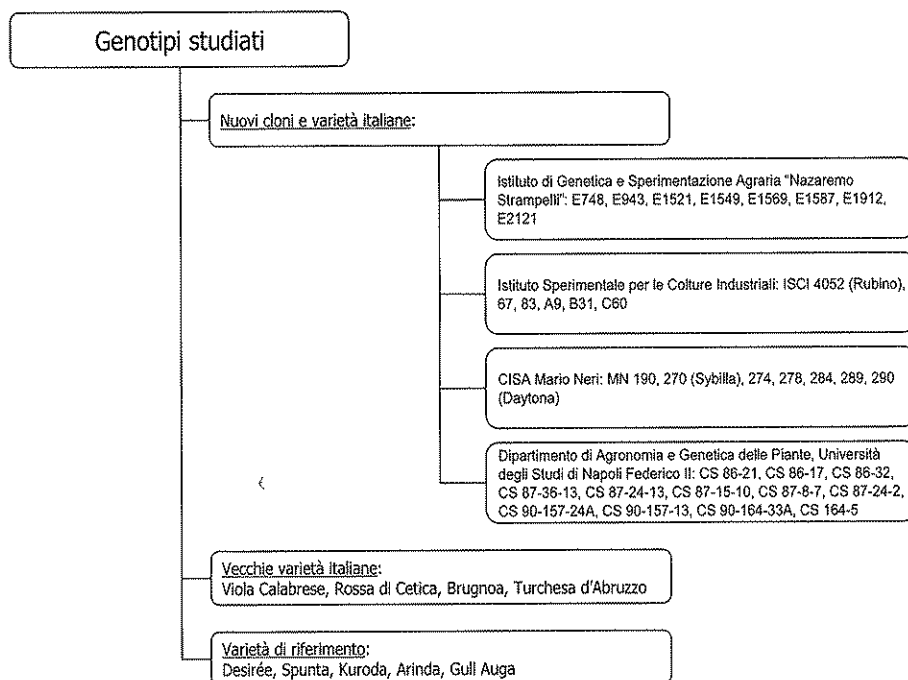 Genotipi studiati
Nuovi cloni e varietà italiane:
Istituto di Genetica e Sperimentazione Agraria "Nazaremo
Strampelli": E748, E943, E1521, E1549, E1569, E1587, E1912,
E2121
Istituto Sperimentale per le Colture Industriali: ISCI 4052 (Rubino),
67, 83, A9, B31, C60
CISA Mario Neri: MN 190, 270 (Sybilla), 274, 278, 284, 289, 290
(Daytona)
Dipartimento di Agronomia e Genetica delle Piante, Università
degli Studi di Napoli Federico II: CS 86-21, CS 86-17, CS 86-32,
CS 87-36-13, CS 87-24-13, CS 87-15-10, CS 87-8-7, CS 87-24-2,
CS 90-157-24A, CS 90-157-13, CS 90-164-33A, CS 164-5
Vecchie varietà italiane:
Viola Calabrese, Rossa di Cetica, Brugnoa, Turchesa d'Abruzzo
Varietà di riferimento:
Desirée, Spunta, Kuroda, Arinda, Gull Auga